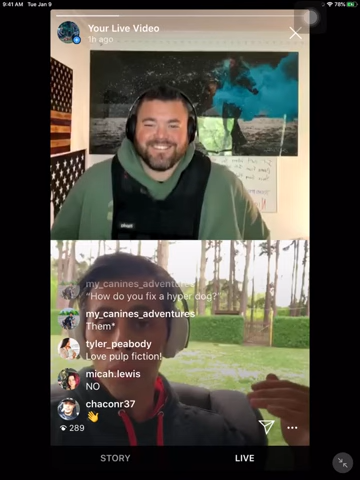 9:41 AM Tue Jan 9
78%
Your Live Video
1h ago
my_canines_adventures
"How do you fix a hyper dog?"
my_canines_adventures
Them*
tyler_peabody
Love pulp fiction!
micah.lewis
NO
chaconr37
👋
289
STORY LIVE